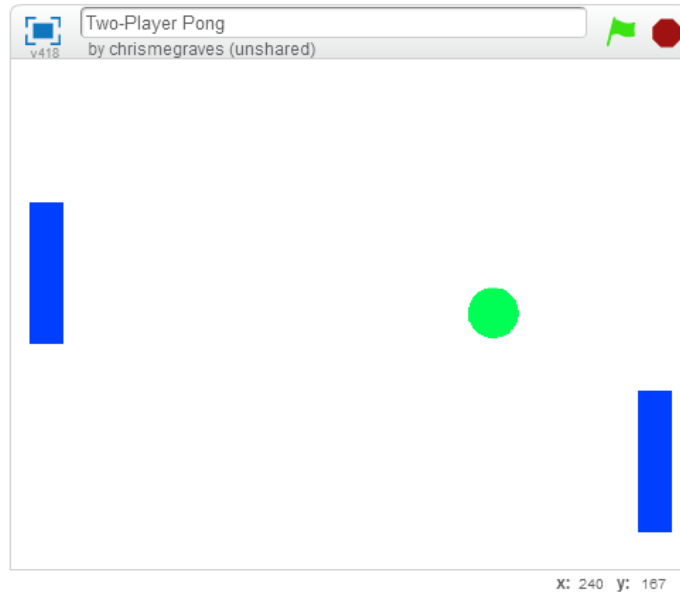 Two-Player Pong
by chrismegraves (unshared)
v418
x: 240 y: 167